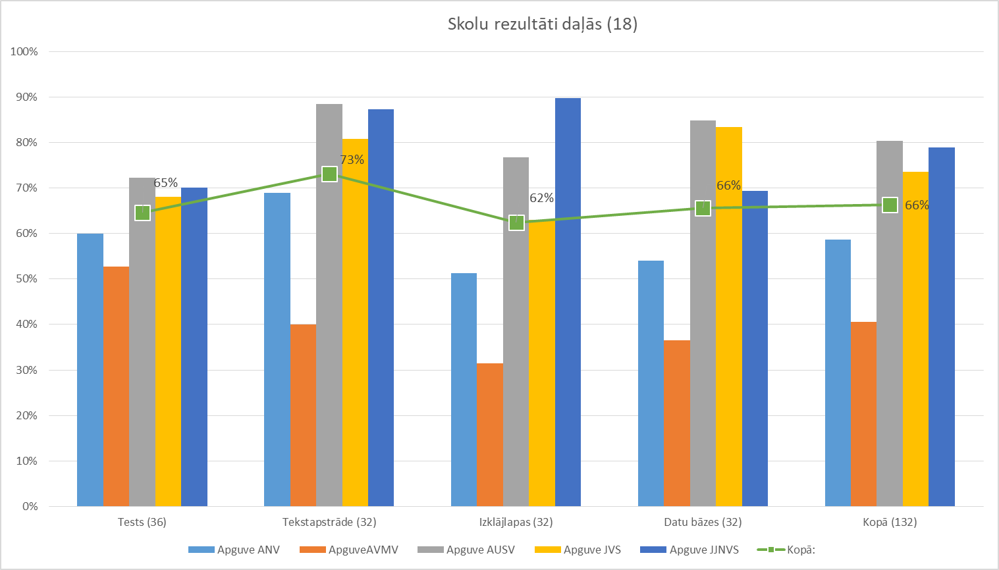 Skolu rezultāti daļās (18)
100%
90%
80%
70%
60%
50%
40%
30%
20%
10%
0%
65%
73%
62%
66%
66%
Tests (36)
Tekstapstrāde (32)
Izklājlapas (32)
Datu bāzes (32)
Kopā (132)
Apguve ANV
ApguveAVMV
Apguve AUSV
Apguve JVS
Apguve JJNVS
Kopā: